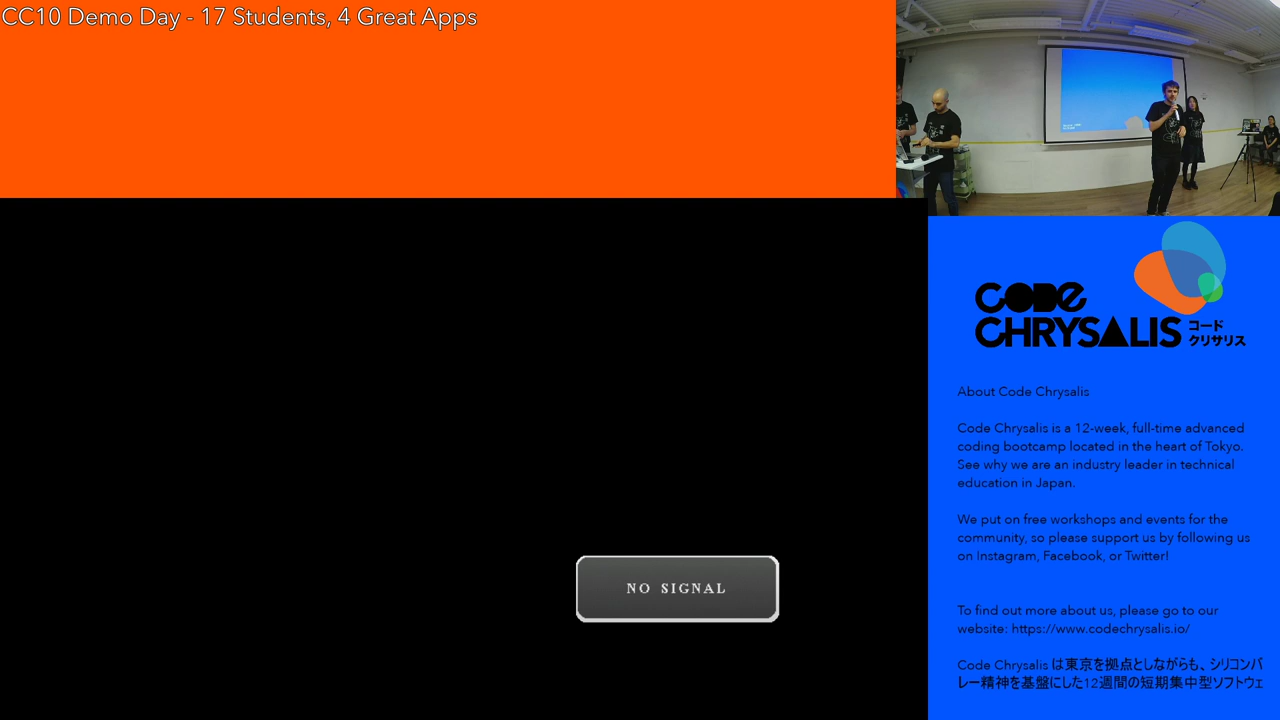 CC10 Demo Day - 17 Students, 4 Great Apps
CODE
CHRYSALIS
コード
クリサリス
About Code Chrysalis
Code Chrysalis is a 12-week, full-time advanced
coding bootcamp located in the heart of Tokyo.
See why we are an industry leader in technical
education in Japan.
We put on free workshops and events for the
community, so please support us by following us
on Instagram, Facebook, or Twitter!
To find out more about us, please go to our
website: https://www.codechrysalis.io/
Code Chrysalis は東京を拠点としながらも、シリコンバ
レー精神を基盤にした12週間の短期集中型ソフトウェ
NO SIGNAL